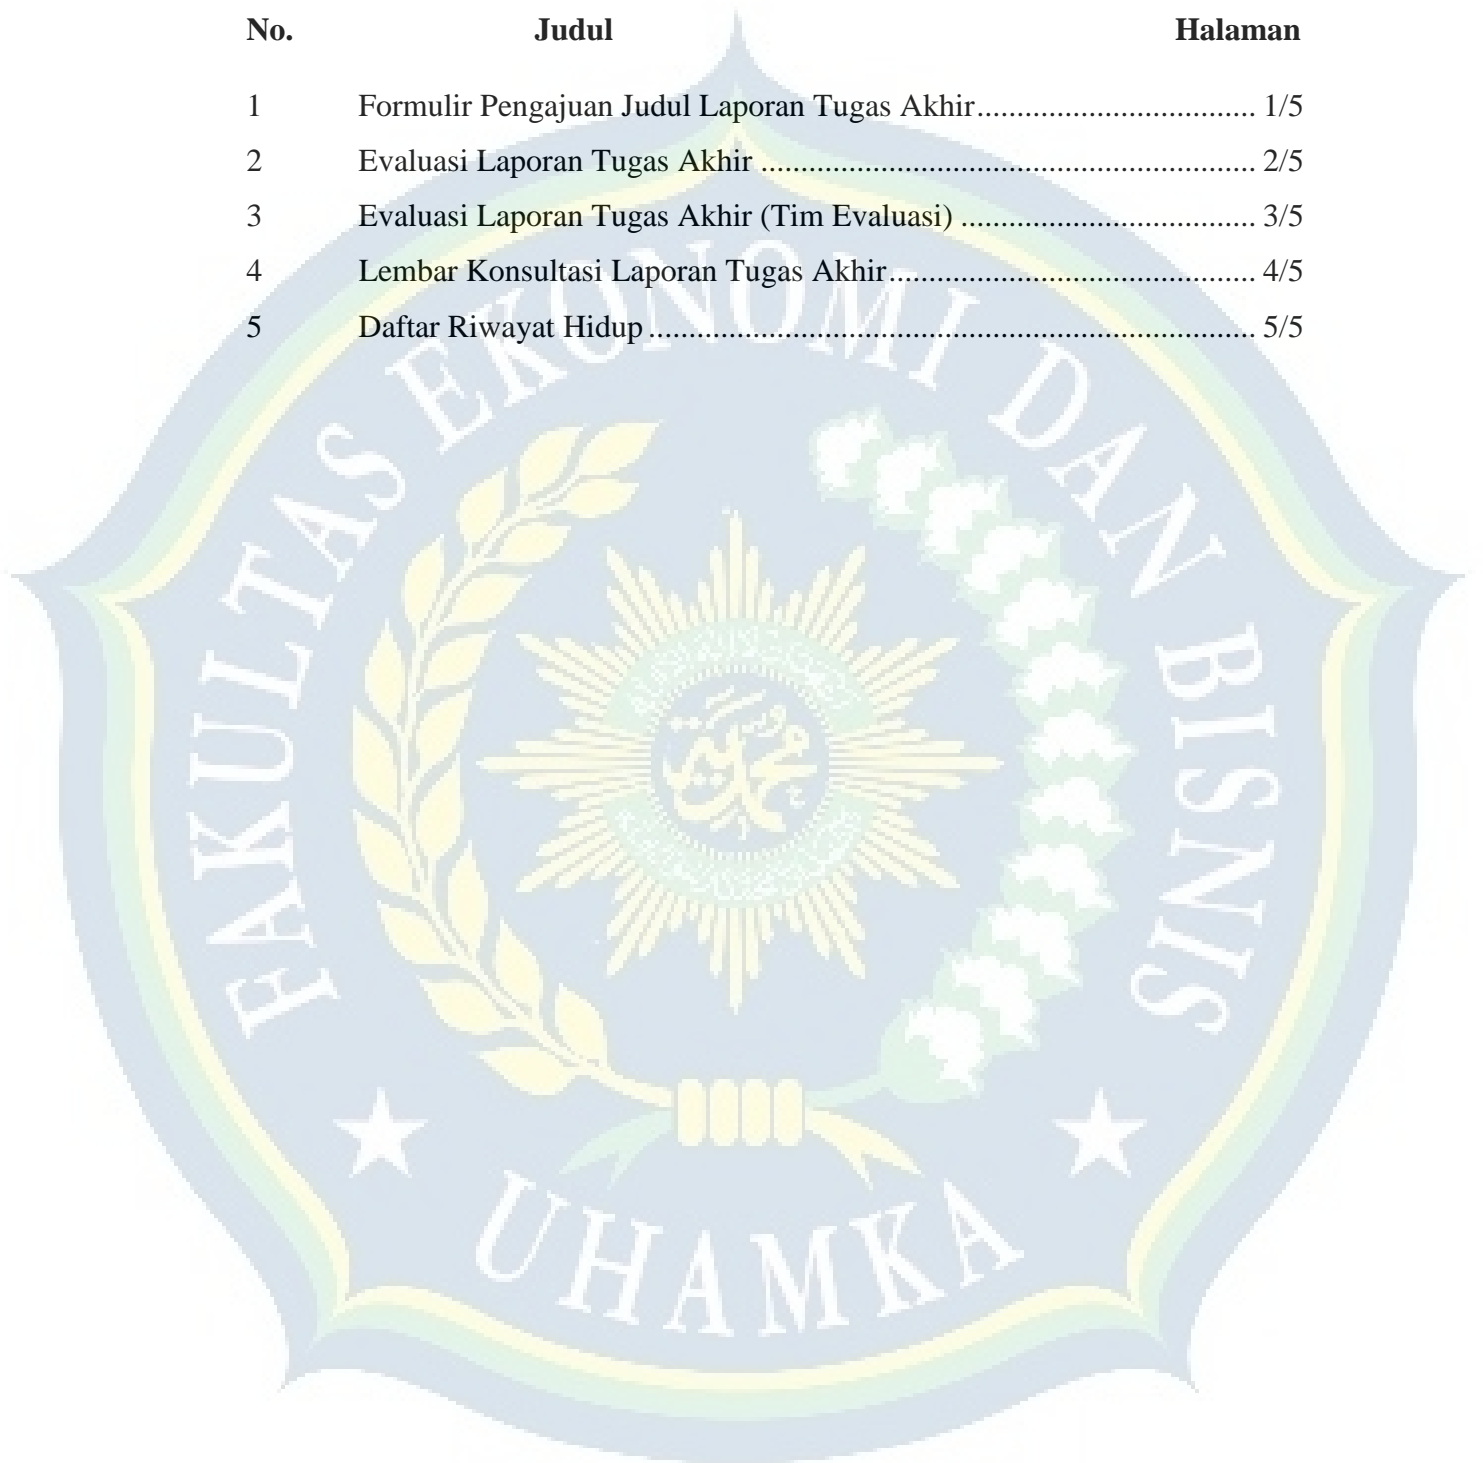 No. Judul Halaman
1 Formulir Pengajuan Judul Laporan Tugas Akhir.................................. 1/5
2 Evaluasi Laporan Tugas Akhir ............................................................ 2/5
3 Evaluasi Laporan Tugas Akhir (Tim Evaluasi) .................................... 3/5
4 Lembar Konsultasi Laporan Tugas Akhir............................................. 4/5
5 Daftar Riwayat Hidup .......................................................................... 5/5
FAKULTAS EKONOMI DAN BISNIS
UHAMKA